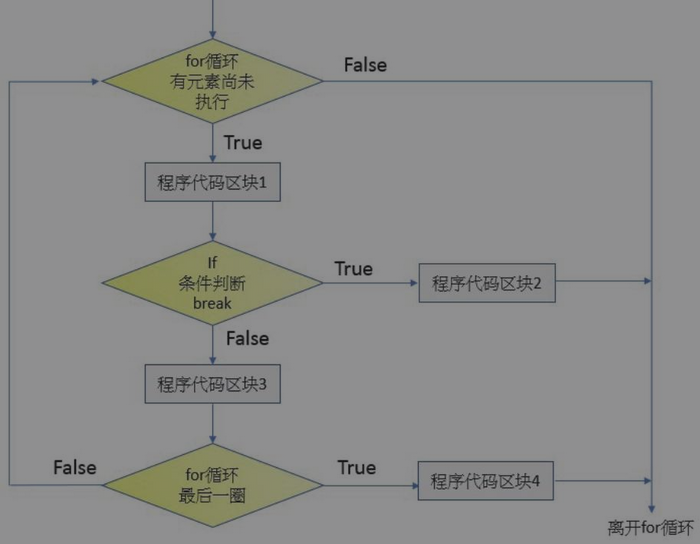 for循环
有元素尚未
执行
False
True
程序代码区块1
If
条件判断
break
True
程序代码区块2
False
程序代码区块3
for循环
最后一圈
False
True
程序代码区块4
离开for循环